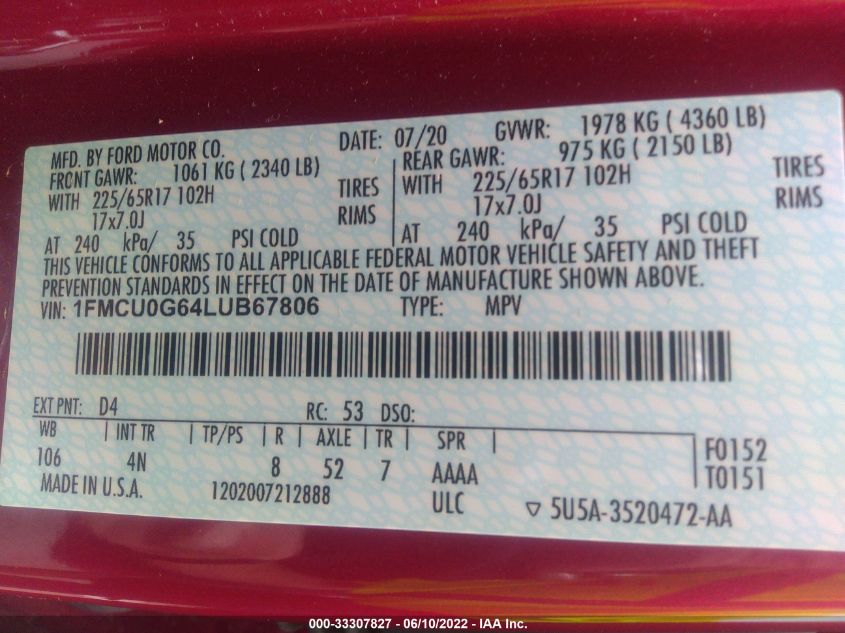 MFD. BY FORD MOTOR CO. DATE: 07/20 GVWR: 1978 KG ( 4360 LB)
FRONT GAWR: 1061 KG ( 2340 LB) REAR GAWR: 975 KG ( 2150 LB)
WITH 225/65R17 102H TIRES WITH 225/65R17 102H TIRES
17x7.0J RIMS 17x7.0J RIMS
AT 240 kPa/ 35 PSI COLD AT 240 kPa/ 35 PSI COLD
THIS VEHICLE CONFORMS TO ALL APPLICABLE FEDERAL MOTOR VEHICLE SAFETY AND THEFT
PREVENTION STANDARDS IN EFFECT ON THE DATE OF MANUFACTURE SHOWN ABOVE.
VIN: 1FMCU0G64LUB67806 TYPE: MPV
EXT PNT: D4 RC: 53 DSO:
WB | INT TR | TP/PS | R | AXLE | TR | SPR | F0152
106 4N 8 52 7 AAAA T0151
MADE IN U.S.A. 1202007212888 ULC ▽ 5U5A-3520472-AA
000-33307827 - 06/10/2022 - IAA Inc.